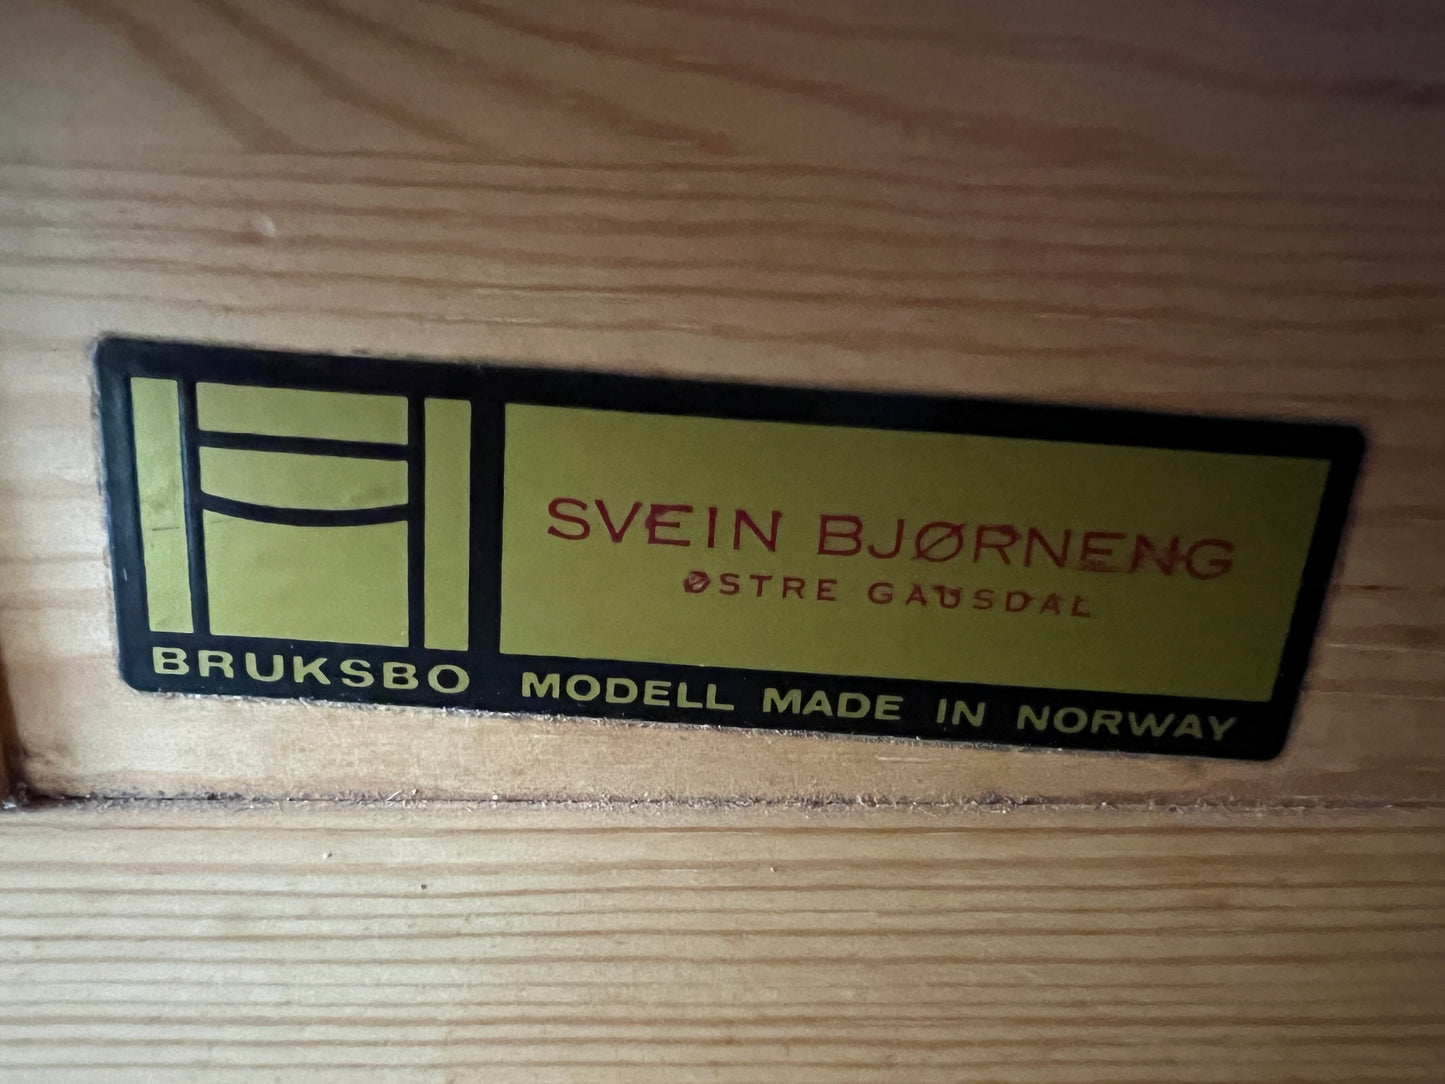 SVEIN BJØRNENG
ØSTRE GAUSDAL
BRUKSBO MODELL MADE IN NORWAY